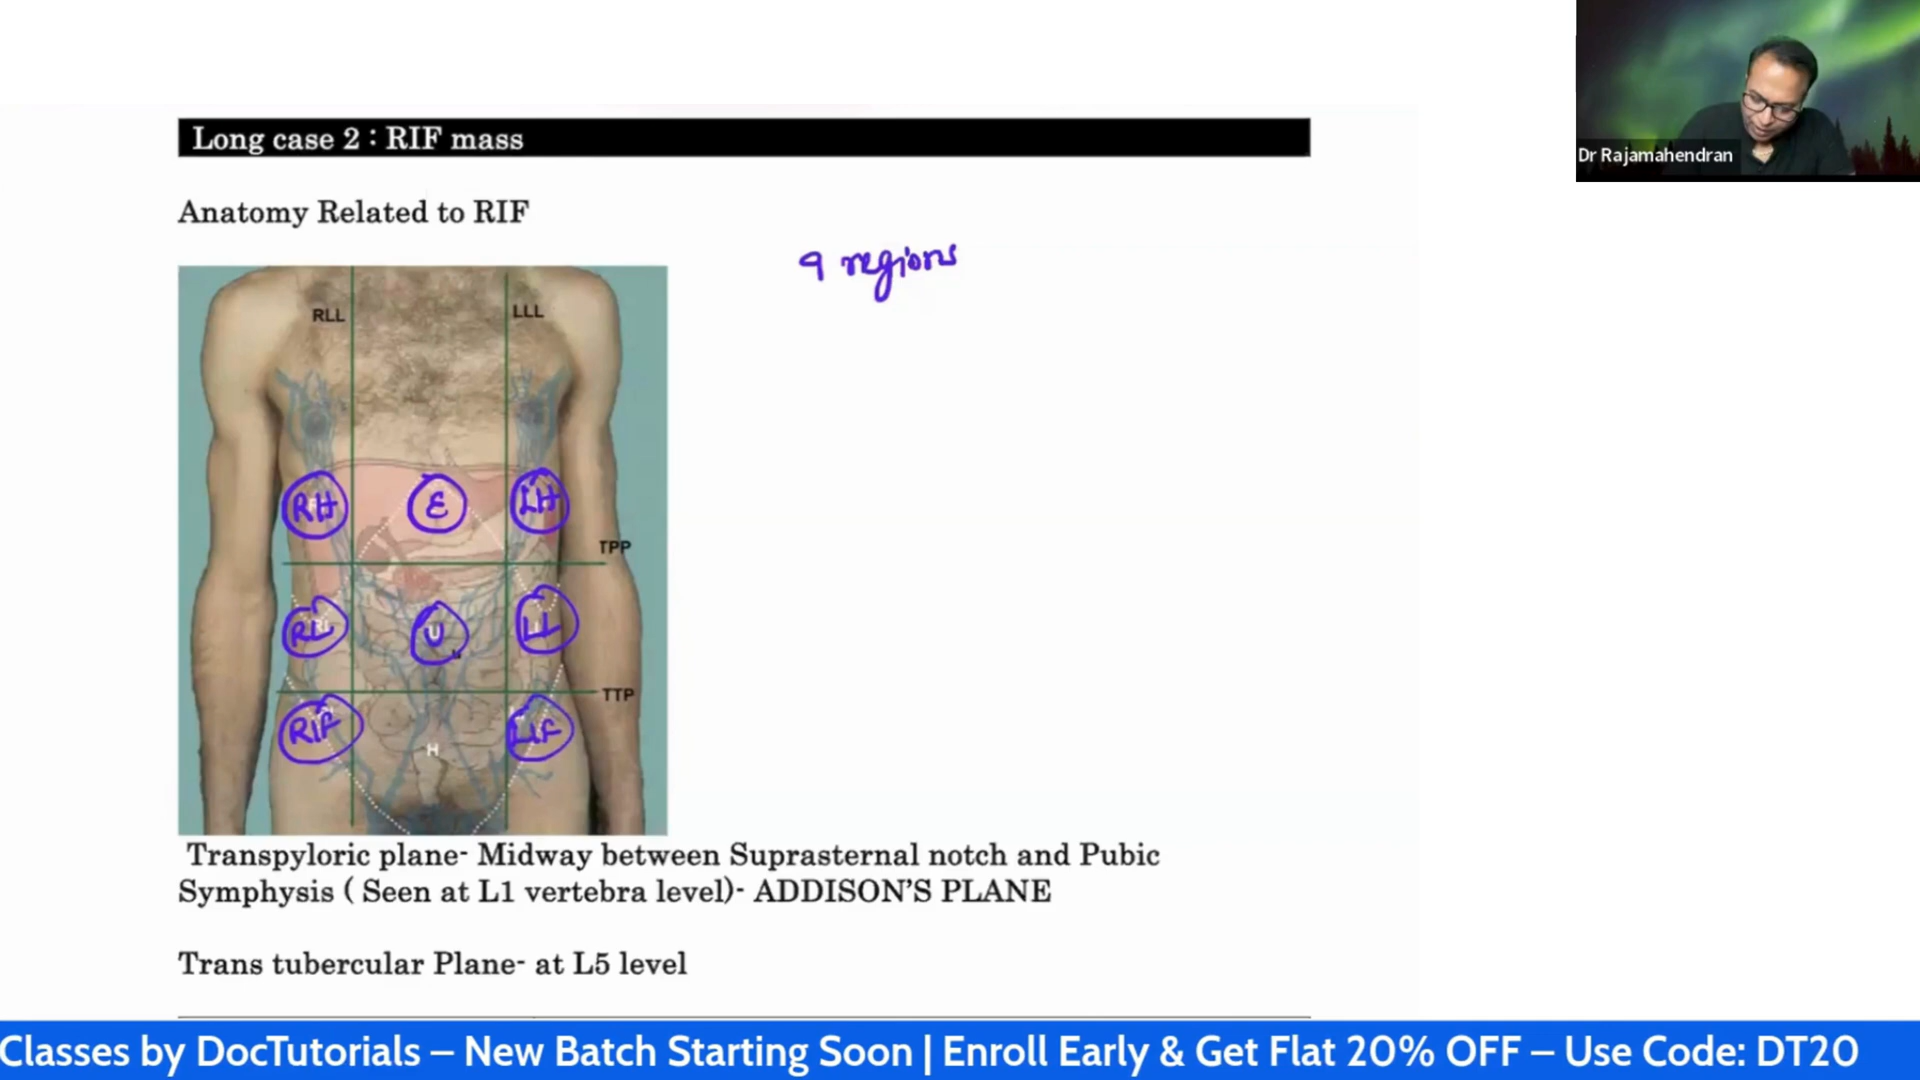 Dr Rajamahendran
Long case 2 : RIF mass
Anatomy Related to RIF
9 regions
RLL
LLL
RH
E
LH
TPP
RL
U
LL
TTP
RIF
LIF
H
Transpyloric plane- Midway between Suprasternal notch and Pubic
Symphysis ( Seen at L1 vertebra level)- ADDISON'S PLANE
Trans tubercular Plane- at L5 level
Classes by DocTutorials – New Batch Starting Soon | Enroll Early & Get Flat 20% OFF – Use Code: DT20